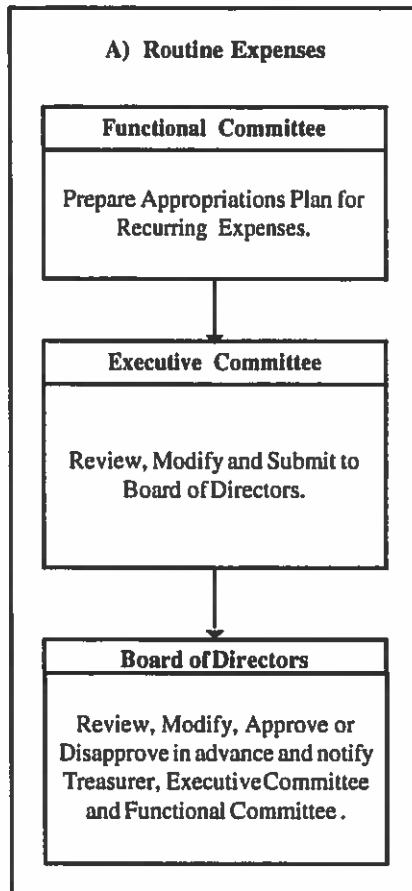 A) Routine Expenses
Functional Committee
Prepare Appropriations Plan for
Recurring Expenses.
Executive Committee
Review, Modify and Submit to
Board of Directors.
Board of Directors
Review, Modify, Approve or
Disapprove in advance and notify
Treasurer, Executive Committee
and Functional Committee.